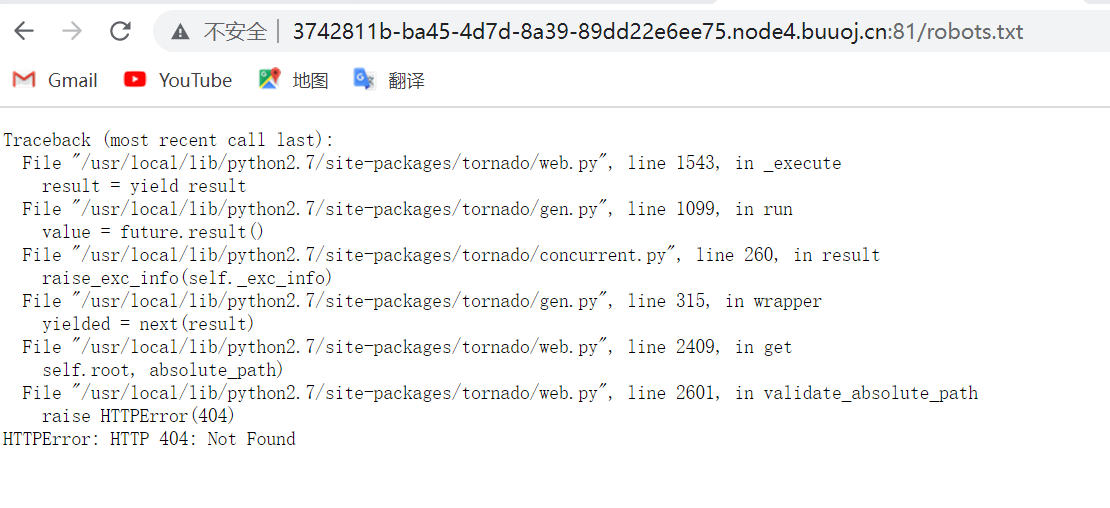 不安全 3742811b-ba45-4d7d-8a39-89dd22e6ee75.node4.buuoj.cn:81/robots.txt
Gmail YouTube 地图 翻译
Traceback (most recent call last):
  File "/usr/local/lib/python2.7/site-packages/tornado/web.py", line 1543, in _execute
    result = yield result
  File "/usr/local/lib/python2.7/site-packages/tornado/gen.py", line 1099, in run
    value = future.result()
  File "/usr/local/lib/python2.7/site-packages/tornado/concurrent.py", line 260, in result
    raise_exc_info(self._exc_info)
  File "/usr/local/lib/python2.7/site-packages/tornado/gen.py", line 315, in wrapper
    yielded = next(result)
  File "/usr/local/lib/python2.7/site-packages/tornado/web.py", line 2409, in get
    self.root, absolute_path)
  File "/usr/local/lib/python2.7/site-packages/tornado/web.py", line 2601, in validate_absolute_path
    raise HTTPError(404)
HTTPError: HTTP 404: Not Found